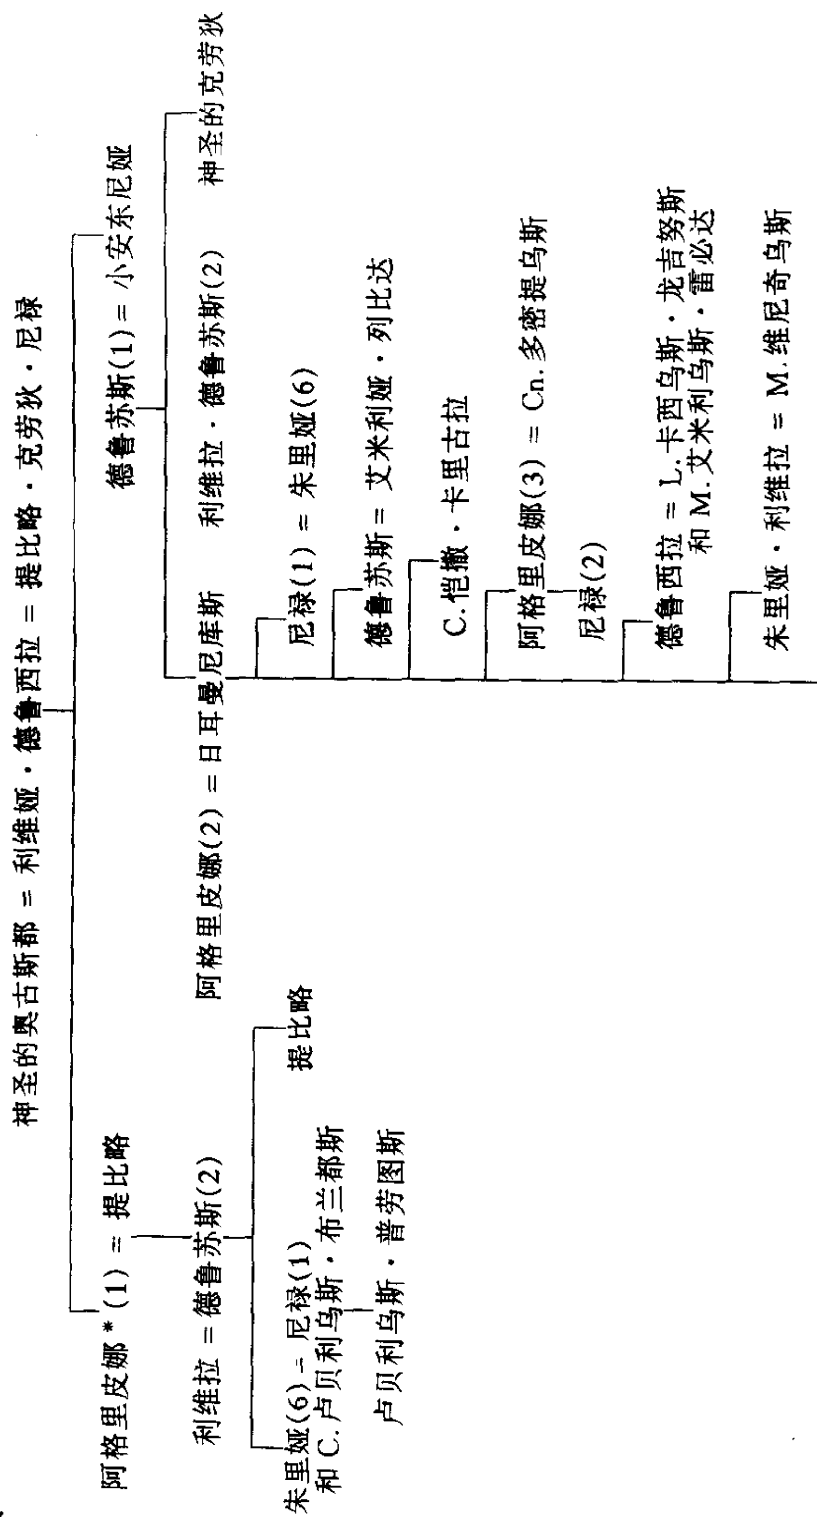 神圣的奥古斯都 = 利维娅·德鲁西拉 = 提比略·克劳狄·尼禄
阿格里皮娜*(1) = 提比略
德鲁苏斯(1) = 小安东尼娅
利维拉 = 德鲁苏斯(2)
阿格里皮娜(2) = 日耳曼尼库斯
利维拉·德鲁苏斯(2)
神圣的克劳狄
朱里娅(6) = 尼禄(1)
和 C.卢贝利乌斯·布兰都斯
提比略
卢贝利乌斯·普劳图斯
尼禄(1) = 朱里娅(6)
德鲁苏斯 = 艾米利娅·列比达
C.恺撒·卡里古拉
阿格里皮娜(3) = Cn.多密提乌斯
尼禄(2)
德鲁西拉 = L.卡西乌斯·龙吉努斯
和 M.艾米利乌斯·雷必达
朱里娅·利维拉 = M.维尼奇乌斯